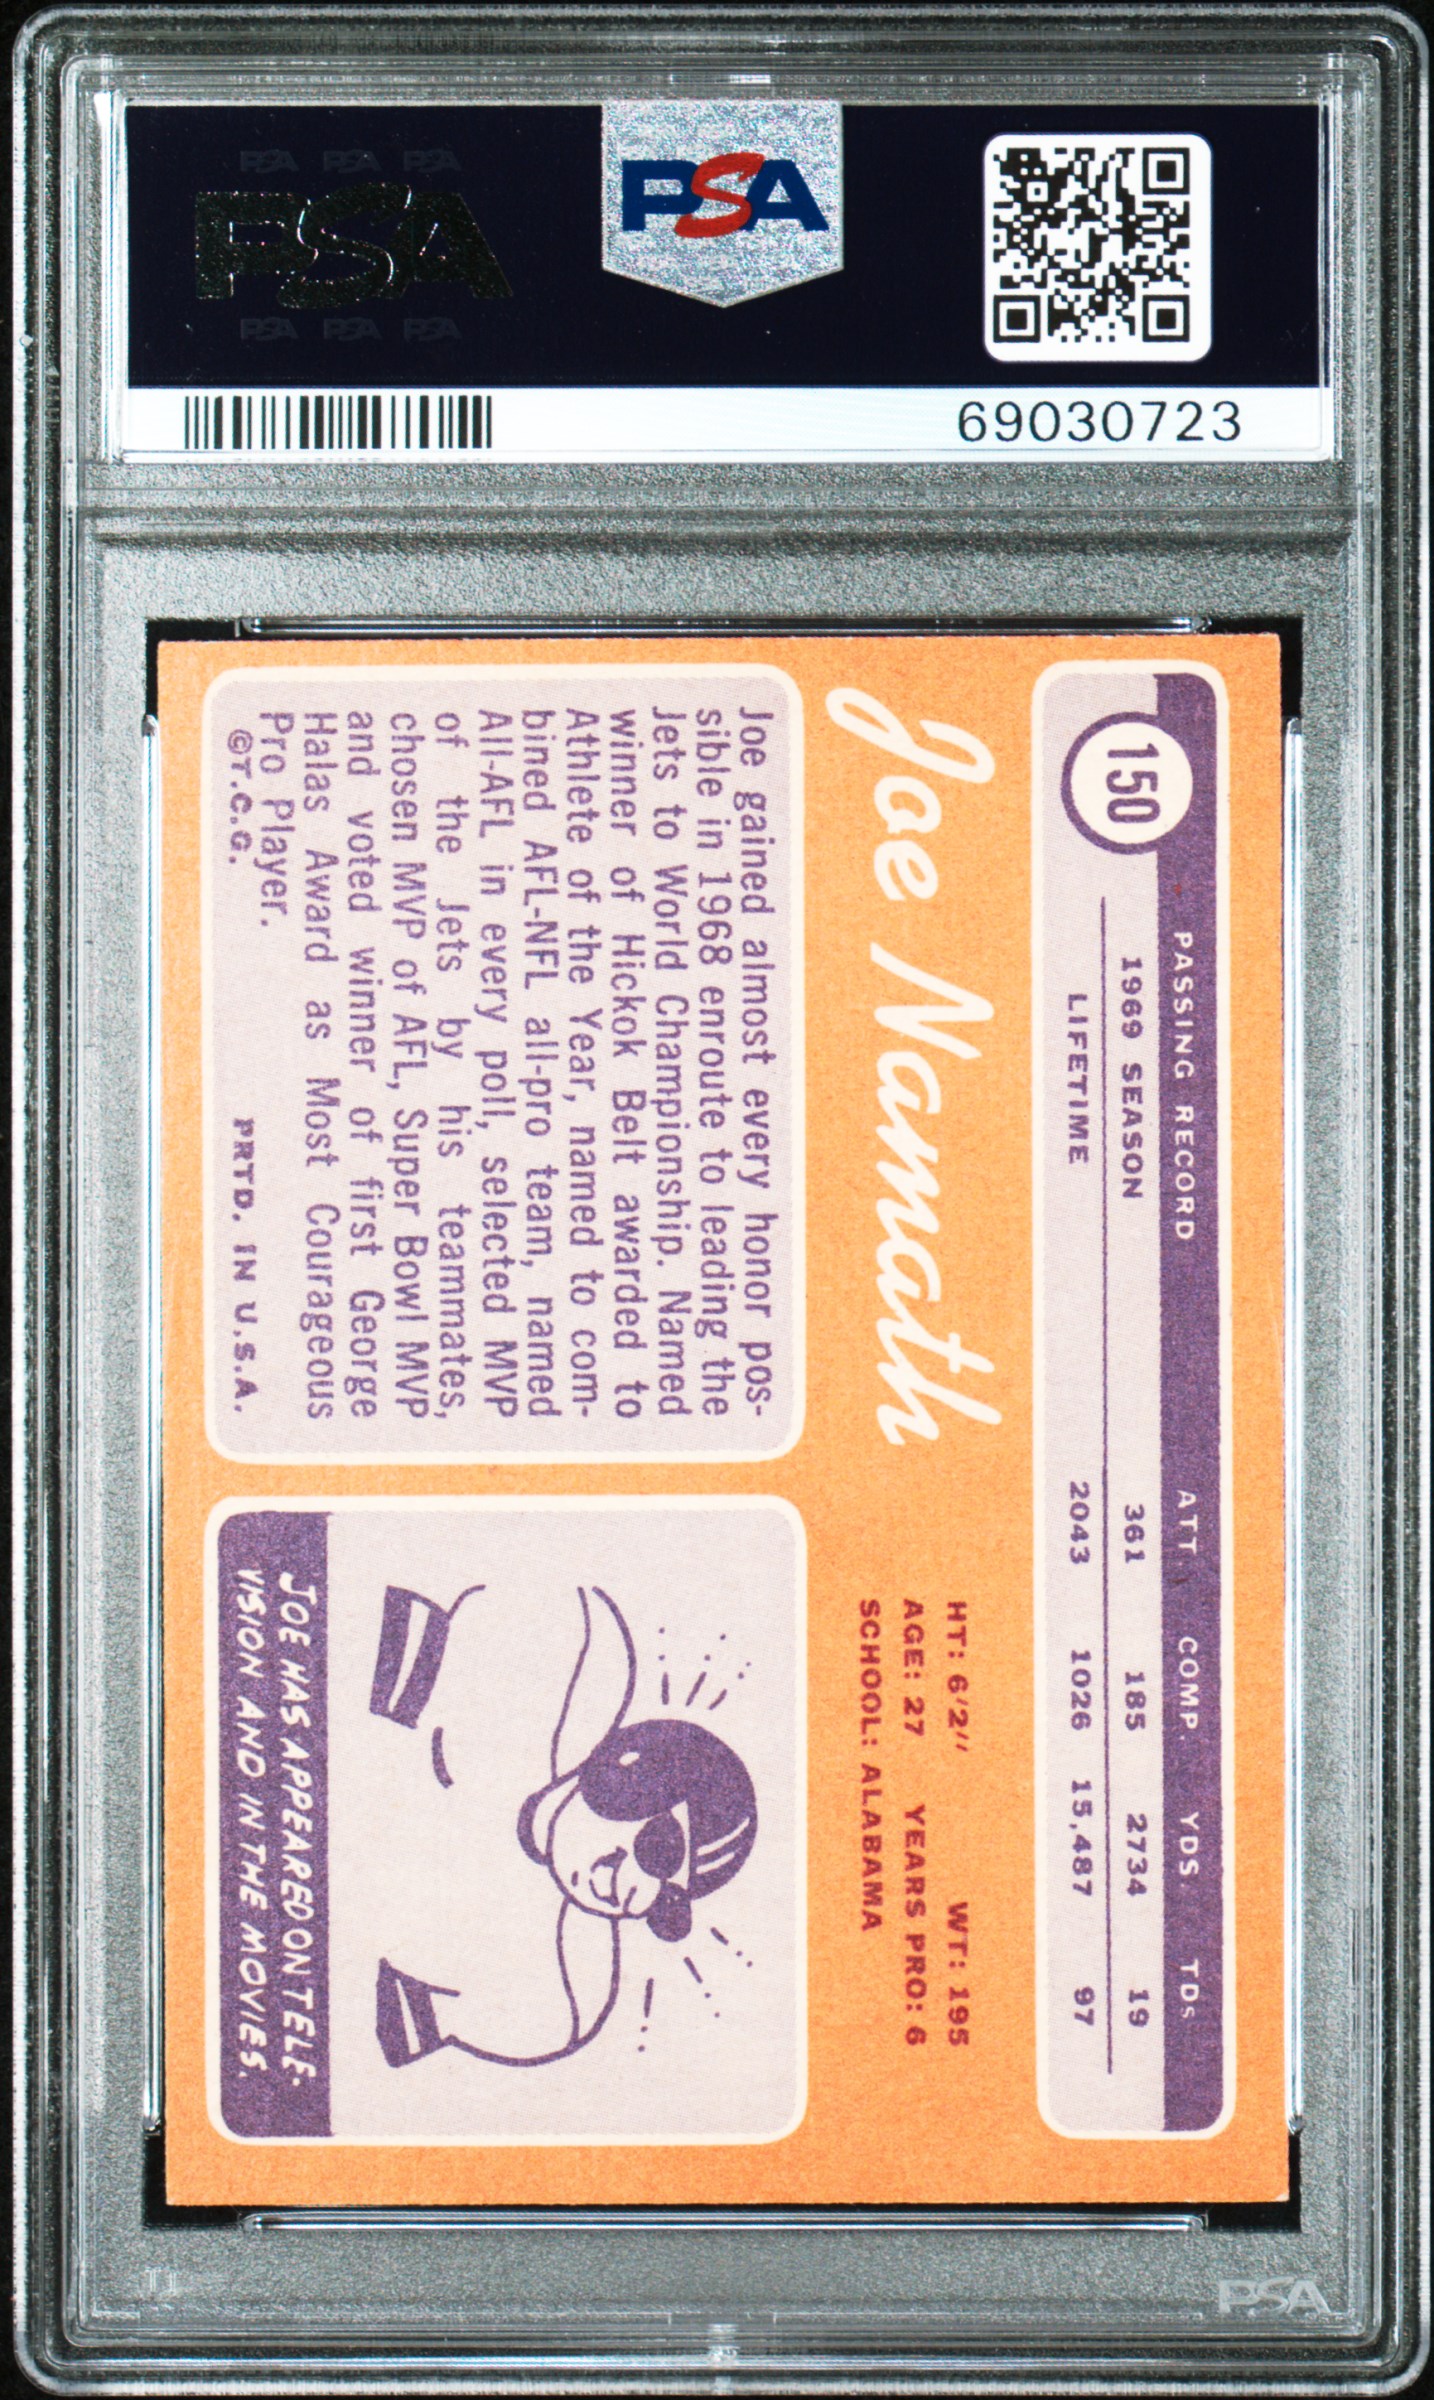 PSA PSA PSA
PSA
PSA PSA PSA
PSA
69030723
150
PASSING RECORD ATT. COMP. YDS. TDs
1969 SEASON 361 185 2734 19
LIFETIME 2043 1026 15,487 97
Joe Namath
HT: 6'2" WT: 195
AGE: 27 YEARS PRO: 6
SCHOOL: ALABAMA
Joe gained almost every honor pos-
sible in 1968 enroute to leading the
Jets to World Championship. Named
winner of Hickok Belt awarded to
Athlete of the Year, named to com-
bined AFL-NFL all-pro team, named
All-AFL in every poll, selected MVP
of the Jets by his teammates,
chosen MVP of AFL, Super Bowl MVP
and voted winner of first George
Halas Award as Most Courageous
Pro Player.
©T.C.G. PRTD. IN U.S.A.
JOE HAS APPEARED ON TELE-
VISION AND IN THE MOVIES.
PSA